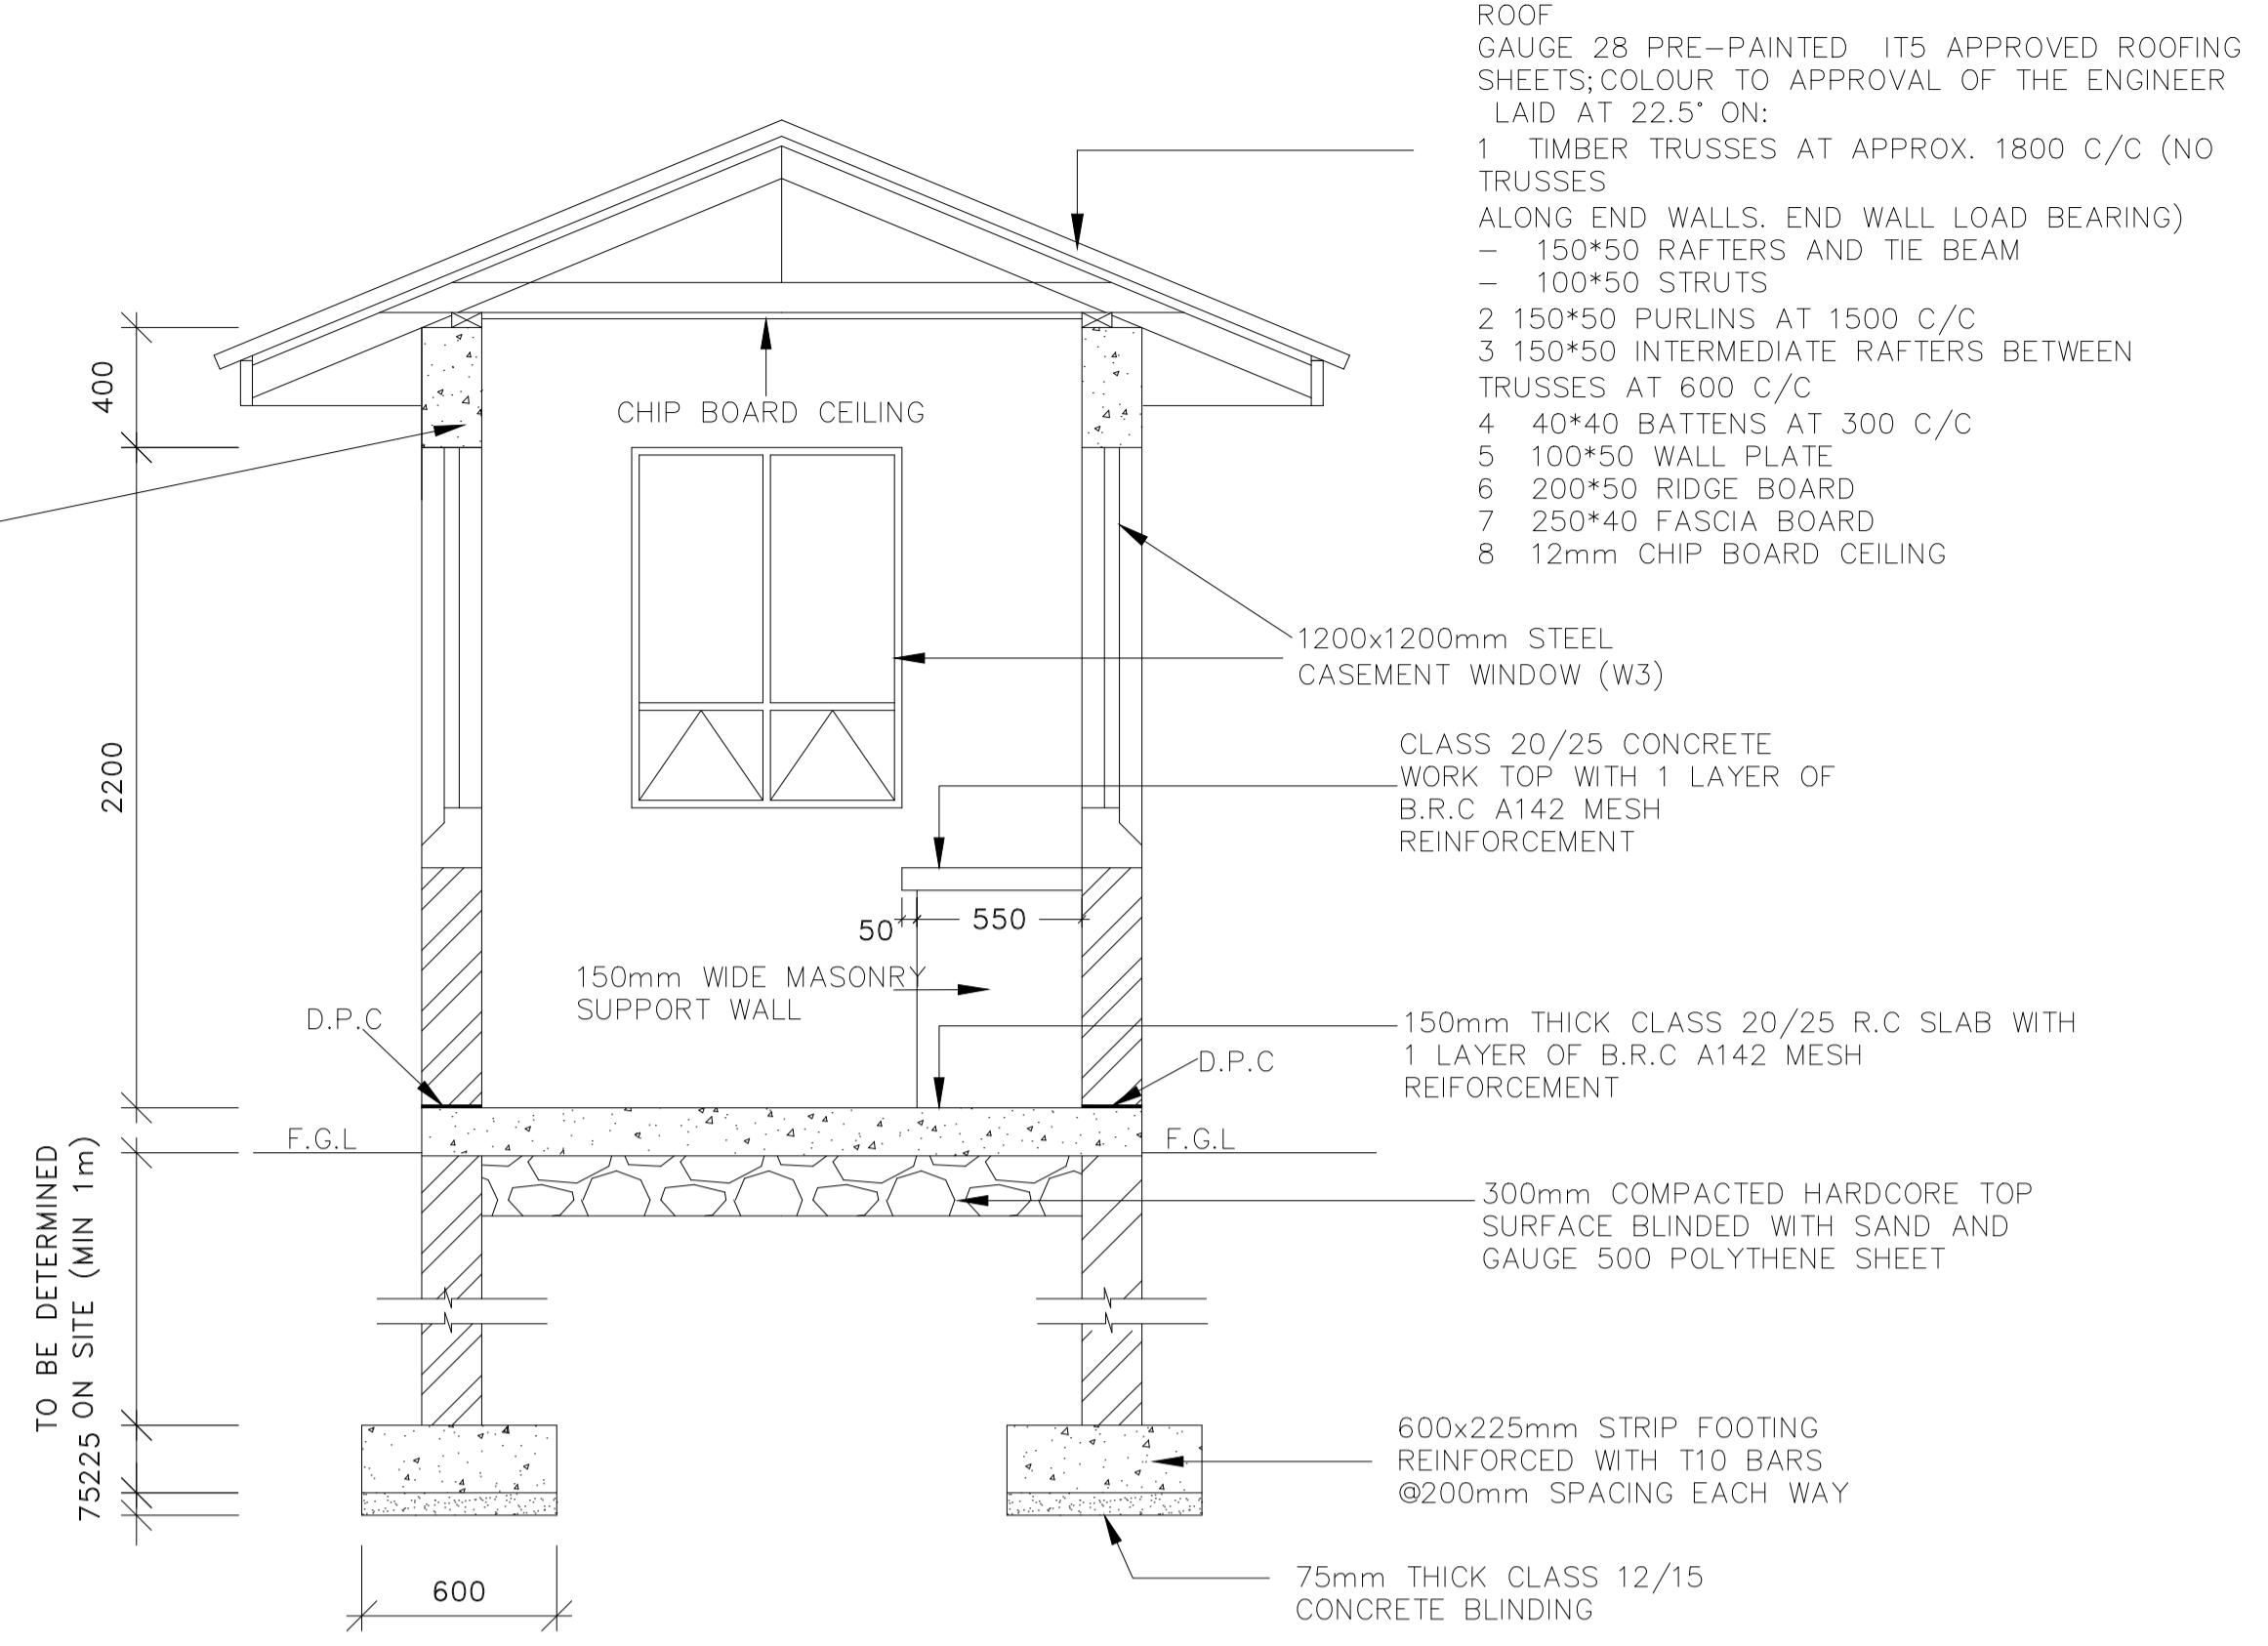 ROOF
GAUGE 28 PRE-PAINTED IT5 APPROVED ROOFING
SHEETS; COLOUR TO APPROVAL OF THE ENGINEER
LAID AT 22.5° ON:
1 TIMBER TRUSSES AT APPROX. 1800 C/C (NO
TRUSSES
ALONG END WALLS. END WALL LOAD BEARING)
- 150*50 RAFTERS AND TIE BEAM
- 100*50 STRUTS
2 150*50 PURLINS AT 1500 C/C
3 150*50 INTERMEDIATE RAFTERS BETWEEN
TRUSSES AT 600 C/C
4 40*40 BATTENS AT 300 C/C
5 100*50 WALL PLATE
6 200*50 RIDGE BOARD
7 250*40 FASCIA BOARD
8 12mm CHIP BOARD CEILING
400
CHIP BOARD CEILING
1200x1200mm STEEL
CASEMENT WINDOW (W3)
2200
CLASS 20/25 CONCRETE
WORK TOP WITH 1 LAYER OF
B.R.C A142 MESH
REINFORCEMENT
50
550
150mm WIDE MASONRY
SUPPORT WALL
D.P.C
150mm THICK CLASS 20/25 R.C SLAB WITH
1 LAYER OF B.R.C A142 MESH
REIFORCEMENT
D.P.C
F.G.L
F.G.L
TO BE DETERMINED
ON SITE (MIN 1m)
300mm COMPACTED HARDCORE TOP
SURFACE BLINDED WITH SAND AND
GAUGE 500 POLYTHENE SHEET
225
75
600x225mm STRIP FOOTING
REINFORCED WITH T10 BARS
@200mm SPACING EACH WAY
600
75mm THICK CLASS 12/15
CONCRETE BLINDING